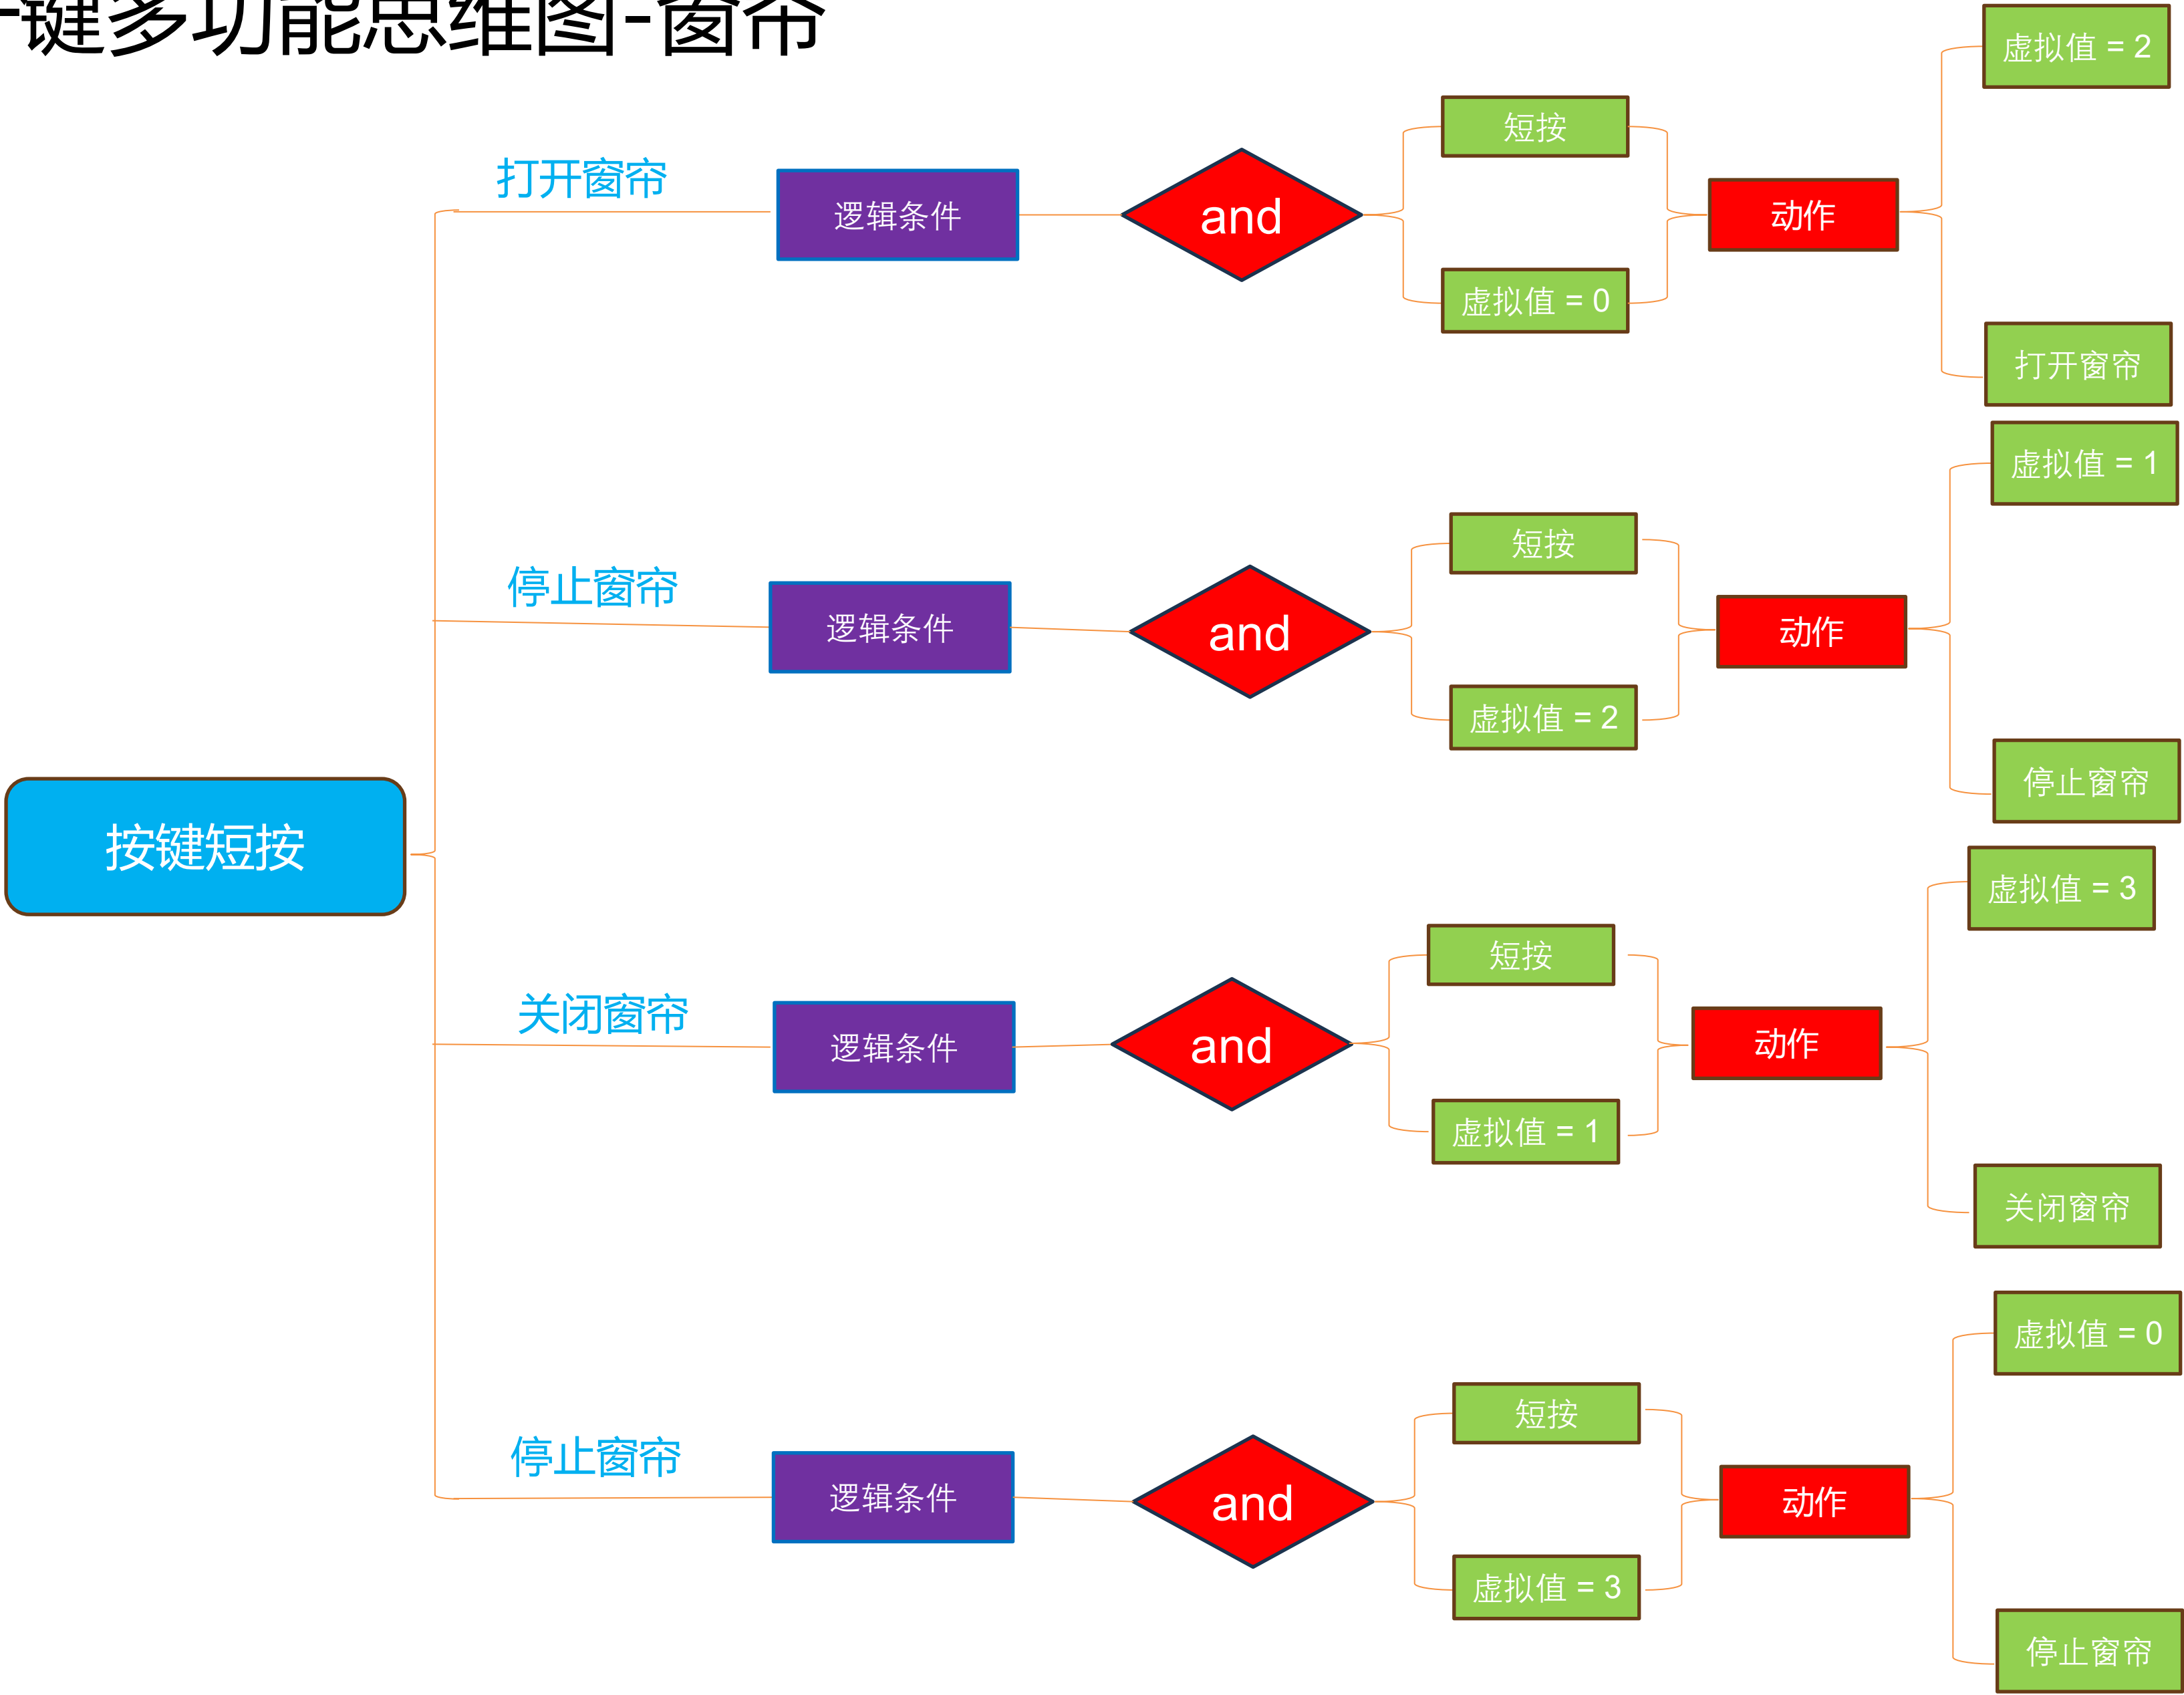 一键多功能思维图-窗帘
按键短按
打开窗帘
逻辑条件
and
短按
虚拟值 = 0
动作
虚拟值 = 2
打开窗帘
停止窗帘
逻辑条件
and
短按
虚拟值 = 2
动作
虚拟值 = 1
停止窗帘
关闭窗帘
逻辑条件
and
短按
虚拟值 = 1
动作
虚拟值 = 3
关闭窗帘
停止窗帘
逻辑条件
and
短按
虚拟值 = 3
动作
虚拟值 = 0
停止窗帘